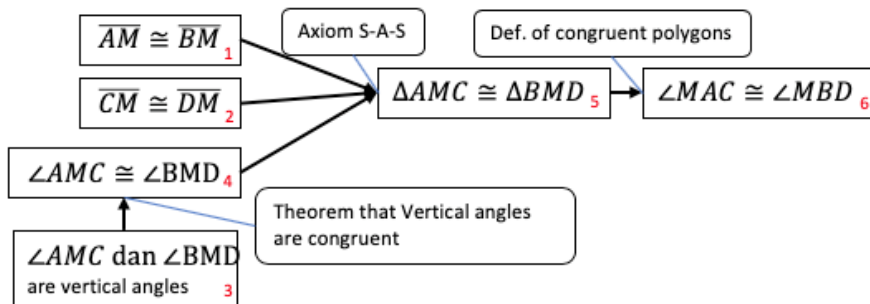 AM ≅ BM 1
Axiom S-A-S
Def. of congruent polygons
CM ≅ DM 2
ΔAMC ≅ ΔBMD 5
∠MAC ≅ ∠MBD 6
∠AMC ≅ ∠BMD 4
Theorem that Vertical angles
are congruent
∠AMC dan ∠BMD
are vertical angles 3